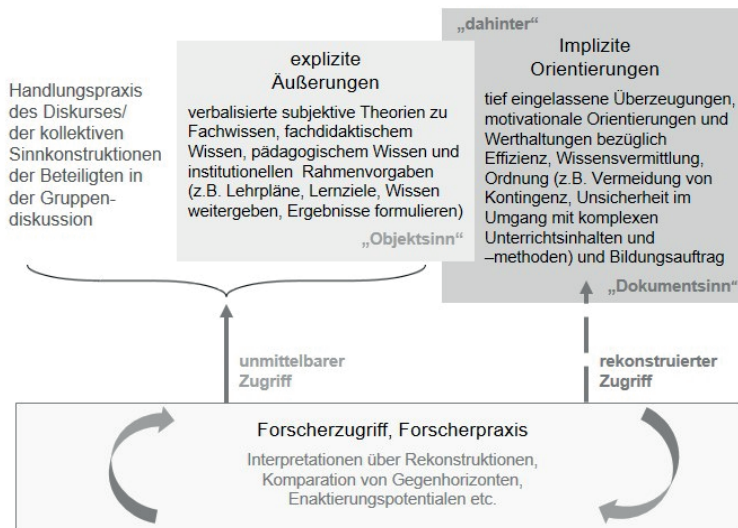 Handlungspraxis
des Diskurses/
der kollektiven
Sinnkonstruktionen
der Beteiligten in
der Gruppen-
diskussion
explizite
Äußerungen
verbalisierte subjektive Theorien zu
Fachwissen, fachdidaktischem
Wissen, pädagogischem Wissen und
institutionellen Rahmenvorgaben
(z.B. Lehrpläne, Lernziele, Wissen
weitergeben, Ergebnisse formulieren)
„Objektsinn“
„dahinter“
Implizite
Orientierungen
tief eingelassene Überzeugungen,
motivationale Orientierungen und
Werthaltungen bezüglich
Effizienz, Wissensvermittlung,
Ordnung (z.B. Vermeidung von
Kontingenz, Unsicherheit im
Umgang mit komplexen
Unterrichtsinhalten und
–methoden) und Bildungsauftrag
„Dokumentsinn“
unmittelbarer
Zugriff
rekonstruierter
Zugriff
Forscherzugriff, Forscherpraxis
Interpretationen über Rekonstruktionen,
Komparation von Gegenhorizonten,
Enaktierungspotentialen etc.